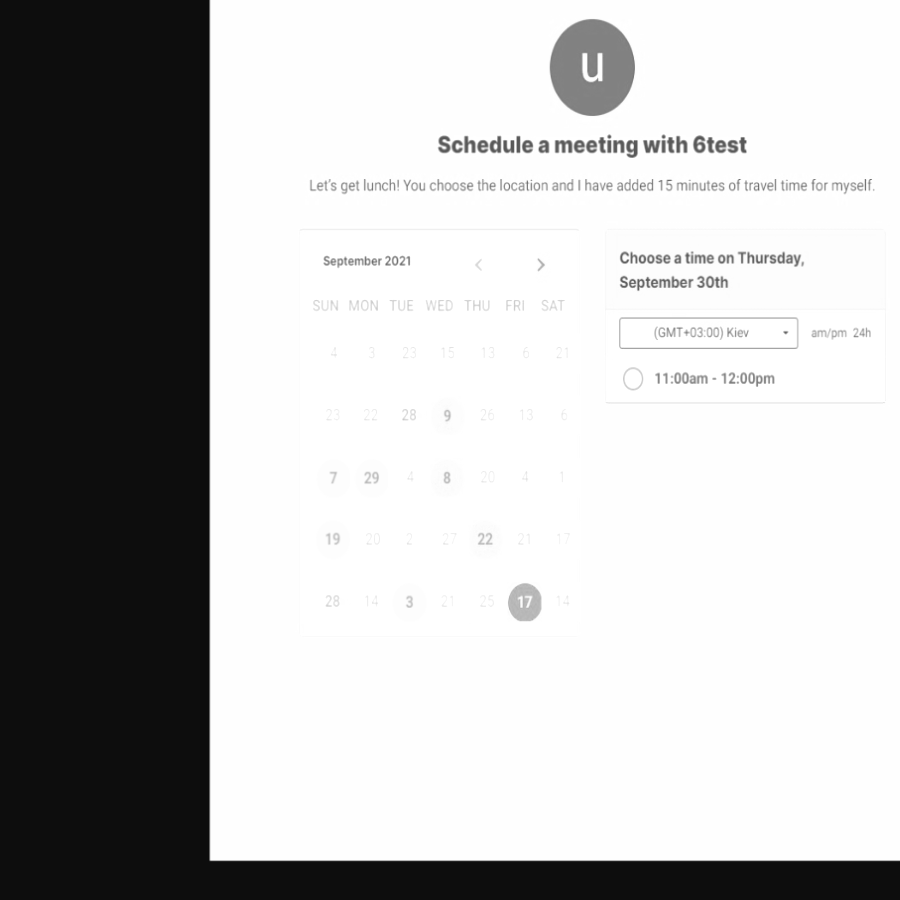 u
Schedule a meeting with 6test
Let's get lunch! You choose the location and I have added 15 minutes of travel time for myself.
September 2021
SUN MON TUE WED THU FRI SAT
4 3 23 15 13 6 21
23 22 28 9 26 13 6
7 29 4 8 20 4 1
19 20 2 27 22 21 17
28 14 3 21 25 17 14
Choose a time on Thursday,
September 30th
(GMT+03:00) Kiev am/pm 24h
11:00am - 12:00pm